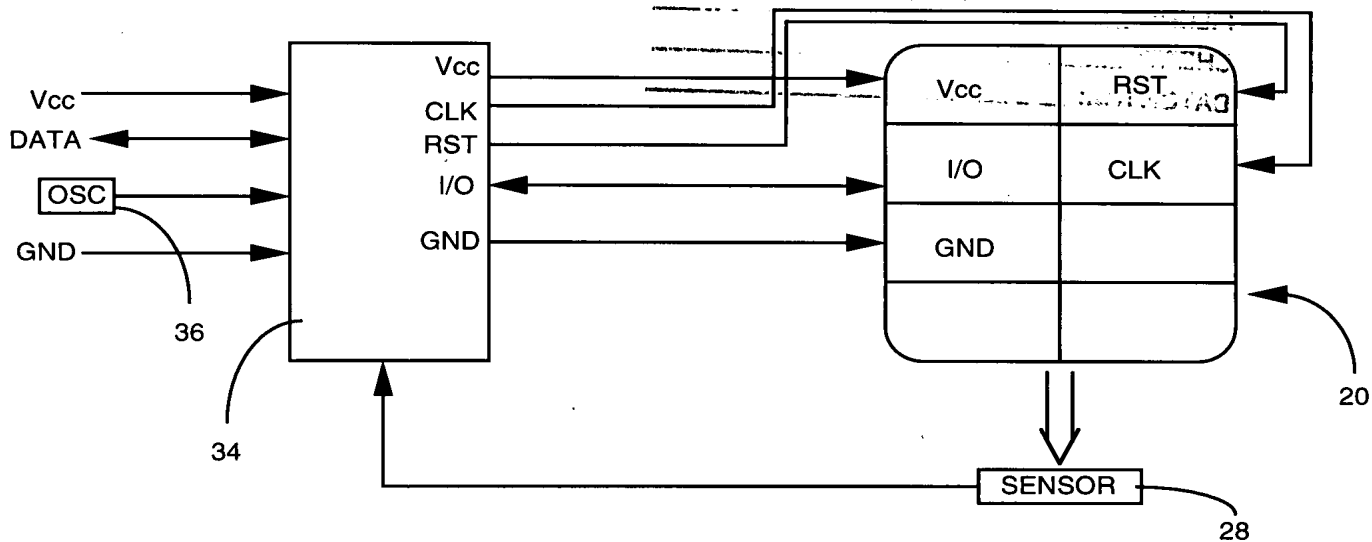 Vcc
DATA
OSC
GND
36
34
Vcc
CLK
RST
I/O
GND
Vcc
RST
I/O
CLK
GND
20
SENSOR
28